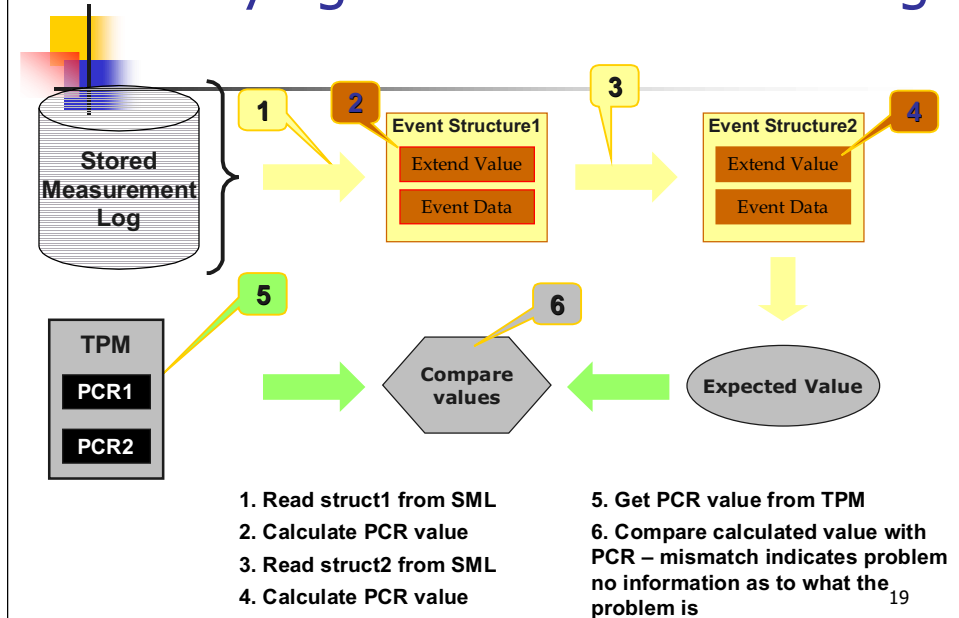 1
2
3
4
Event Structure1
Extend Value
Event Data
Event Structure2
Extend Value
Event Data
Stored
Measurement
Log
5
6
TPM
PCR1
PCR2
Compare
values
Expected Value
1. Read struct1 from SML
2. Calculate PCR value
3. Read struct2 from SML
4. Calculate PCR value
5. Get PCR value from TPM
6. Compare calculated value with
PCR – mismatch indicates problem
no information as to what the
problem is
19